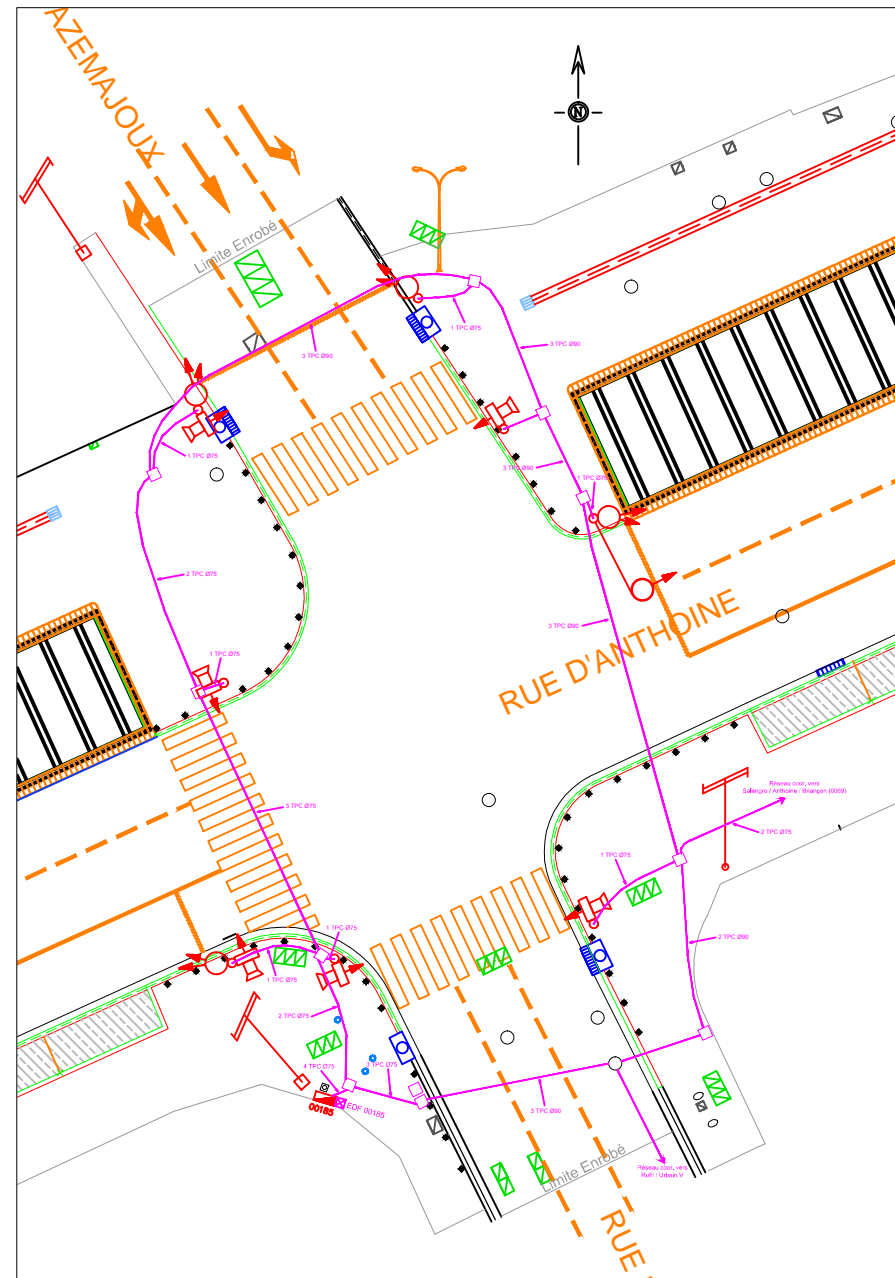 AZEMAJOUX
N
Limite Enrobé
1 TPC Ø75
3 TPC Ø90
3 TPC Ø90
1 TPC Ø75
3 TPC Ø90
1 TPC Ø75
2 TPC Ø75
RUE D'ANTHOINE
3 TPC Ø90
1 TPC Ø75
Réseau coor, vers
Salengro / Anthoine / Briançon (0069)
3 TPC Ø75
2 TPC Ø75
1 TPC Ø75
1 TPC Ø75
2 TPC Ø90
1 TPC Ø75
2 TPC Ø75
4 TPC Ø75
3 TPC Ø75
3 TPC Ø90
00185
EDF 00185
Réseau coor, vers
Ruffi / Urbain V
Limite Enrobé
RUE